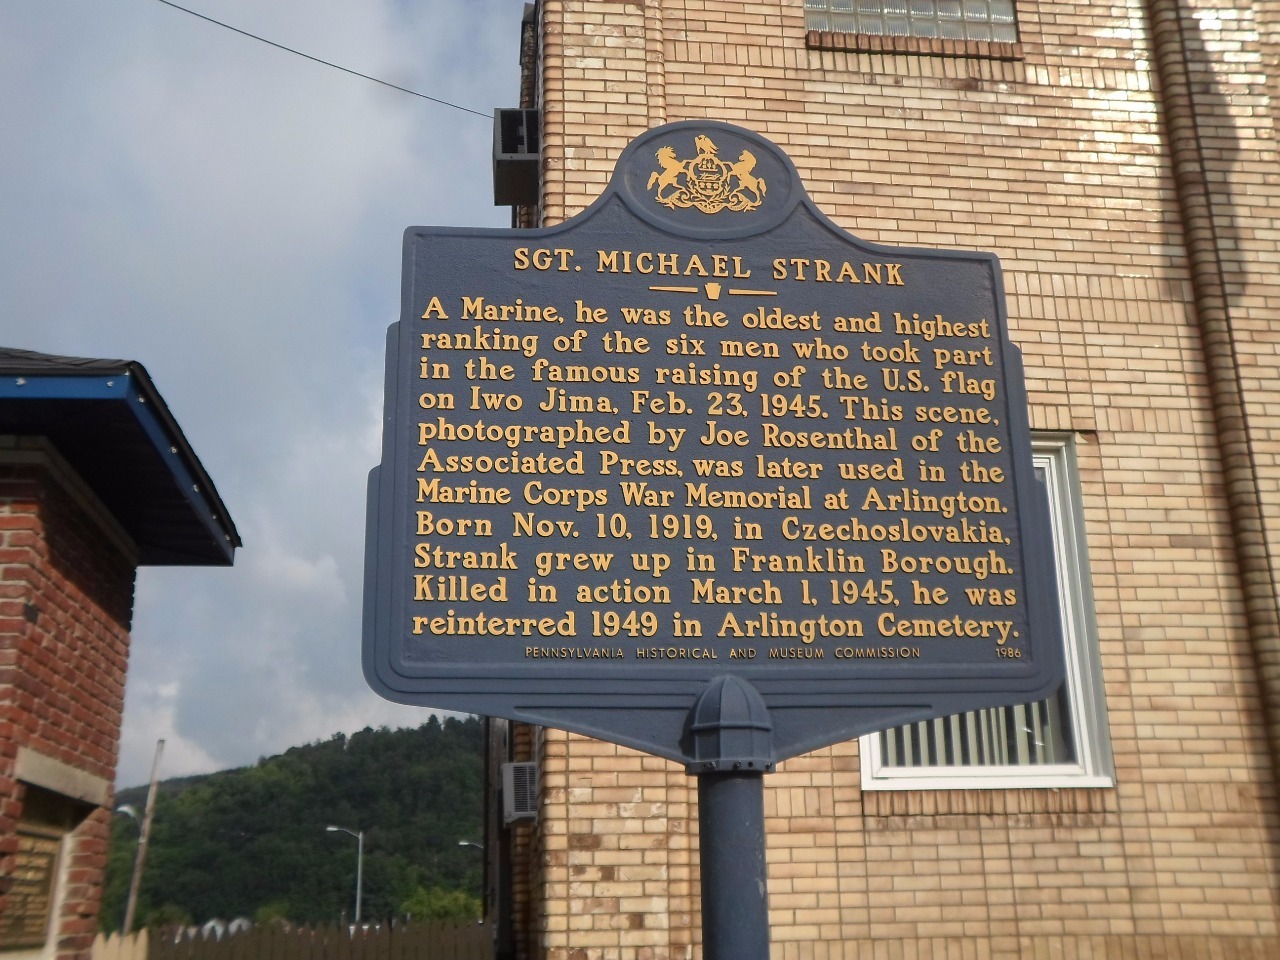 SGT. MICHAEL STRANK
A Marine, he was the oldest and highest
ranking of the six men who took part
in the famous raising of the U.S. flag
on Iwo Jima, Feb. 23, 1945. This scene,
photographed by Joe Rosenthal of the
Associated Press, was later used in the
Marine Corps War Memorial at Arlington.
Born Nov. 10, 1919, in Czechoslovakia,
Strank grew up in Franklin Borough.
Killed in action March 1, 1945, he was
reinterred 1949 in Arlington Cemetery.
PENNSYLVANIA HISTORICAL AND MUSEUM COMMISSION 1986